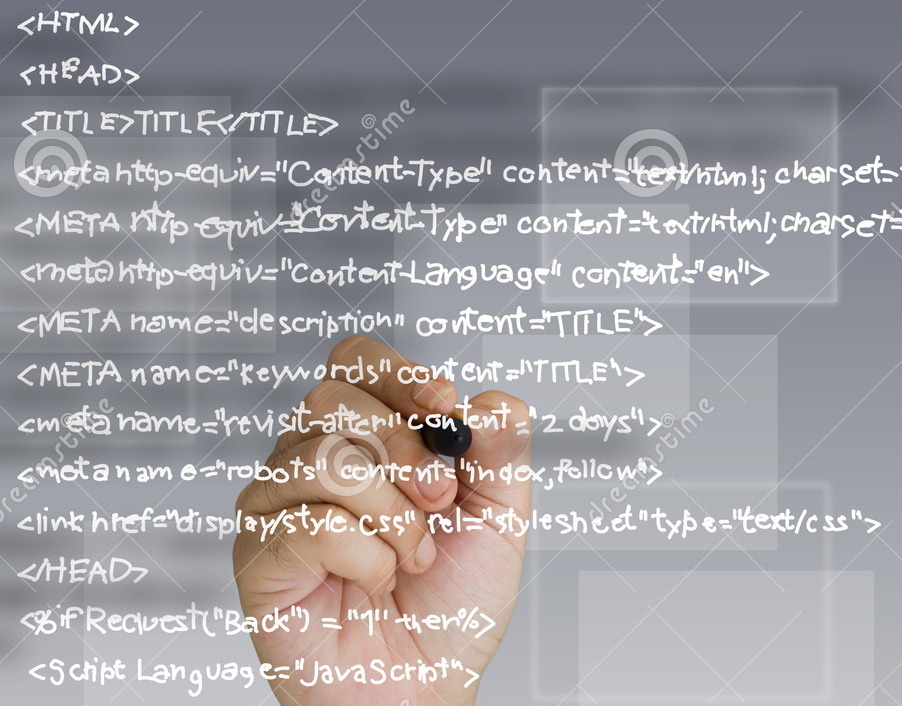 <HTML>
<HEAD>
<TITLE>TITLE</TITLE>
<meta http-equiv="Content-Type" content="text/html; charset=
<META http-equiv="Content-Type" content="text/html; charset=
<meta http-equiv="Content-Language" content="en">
<META name="description" content="TITLE">
<META name="keywords" content="TITLE">
<meta name="revisit-after" content="2 days">
<meta name="robots" content="index,follow">
<link href="display/style.css" rel="stylesheet" type="text/css">
</HEAD>
<%if Request("Back") = "1" then%>
<Script Language="JavaScript">
dreamstime
dreamstime
dreamstime